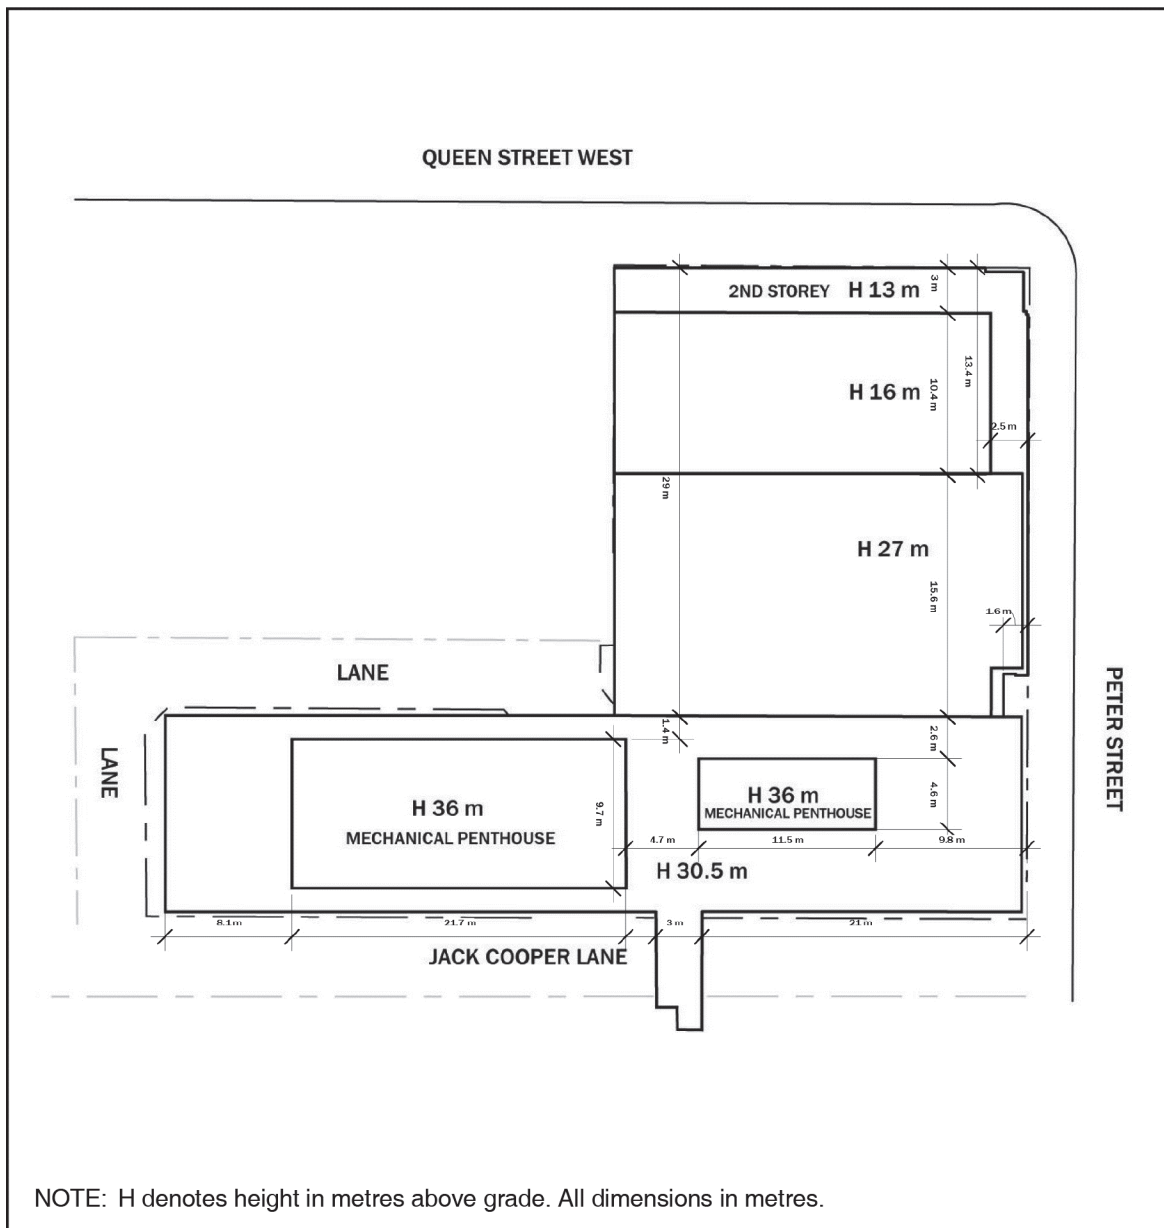 QUEEN STREET WEST
2ND STOREY H 13 m
3 m
H 16 m
10.4 m
13.4 m
2.5 m
29 m
H 27 m
15.6 m
1.6 m
LANE
LANE
PETER STREET
1.4 m
2.6 m
H 36 m
MECHANICAL PENTHOUSE
9.7 m
H 36 m
MECHANICAL PENTHOUSE
4.6 m
4.7 m
11.5 m
9.8 m
H 30.5 m
8.1 m
21.7 m
3 m
21 m
JACK COOPER LANE
NOTE: H denotes height in metres above grade. All dimensions in metres.